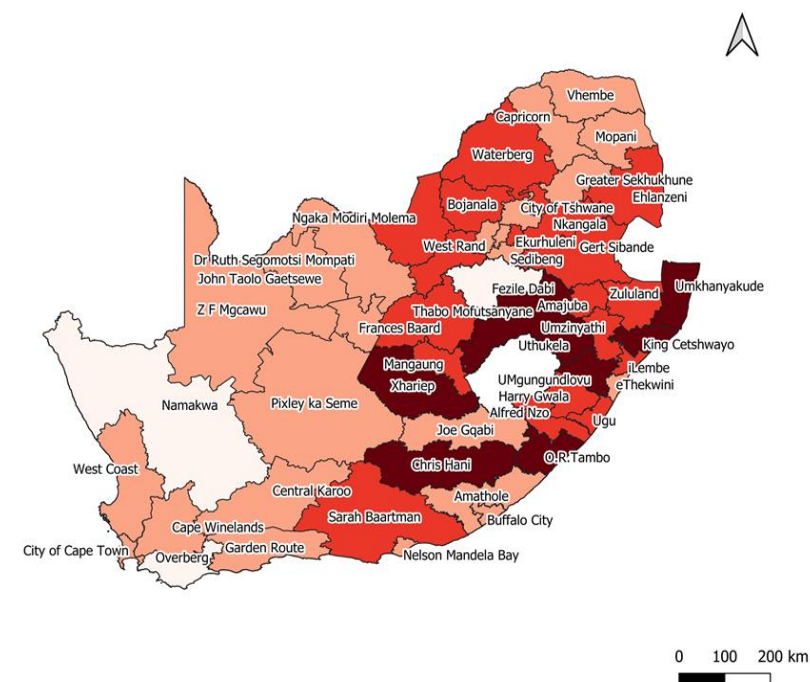 Vhembe
Capricorn
Mopani
Waterberg
Greater Sekhukhune
Ehlanzeni
Bojanala
City of Tshwane
Ngaka Modiri Molema
Nkangala
West Rand
Ekurhuleni
Gert Sibande
Dr Ruth Segomotsi Mompati
Sedibeng
John Taolo Gaetsewe
Fezile Dabi
Umkhanyakude
Zululand
Z F Mgcawu
Thabo Mofutsanyane
Amajuba
Frances Baard
Umzinyathi
Uthukela
King Cetshwayo
Mangaung
iLembe
Xhariep
UMgungundlovu
eThekwini
Namakwa
Pixley ka Seme
Harry Gwala
Alfred Nzo
Ugu
Joe Gqabi
West Coast
Chris Hani
O.R.Tambo
Central Karoo
Amathole
Sarah Baartman
Buffalo City
Cape Winelands
City of Cape Town
Overberg
Garden Route
Nelson Mandela Bay
0 100 200 km